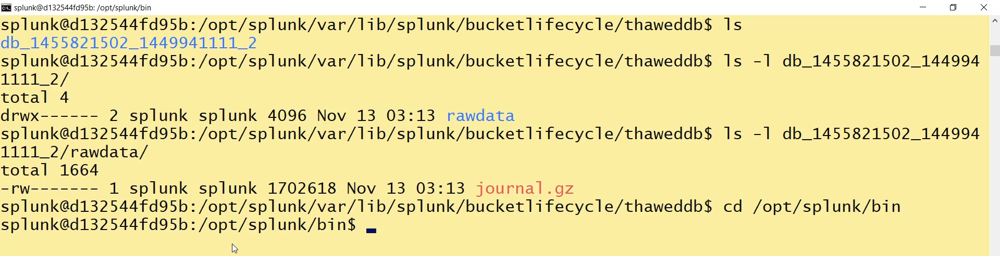 splunk@d132544fd95b: /opt/splunk/bin
splunk@d132544fd95b:/opt/splunk/var/lib/splunk/bucketlifecycle/thaweddb$ ls
db_1455821502_1449941111_2
splunk@d132544fd95b:/opt/splunk/var/lib/splunk/bucketlifecycle/thaweddb$ ls -l db_1455821502_144994
1111_2/
total 4
drwx------ 2 splunk splunk 4096 Nov 13 03:13 rawdata
splunk@d132544fd95b:/opt/splunk/var/lib/splunk/bucketlifecycle/thaweddb$ ls -l db_1455821502_144994
1111_2/rawdata/
total 1664
-rw------- 1 splunk splunk 1702618 Nov 13 03:13 journal.gz
splunk@d132544fd95b:/opt/splunk/var/lib/splunk/bucketlifecycle/thaweddb$ cd /opt/splunk/bin
splunk@d132544fd95b:/opt/splunk/bin$